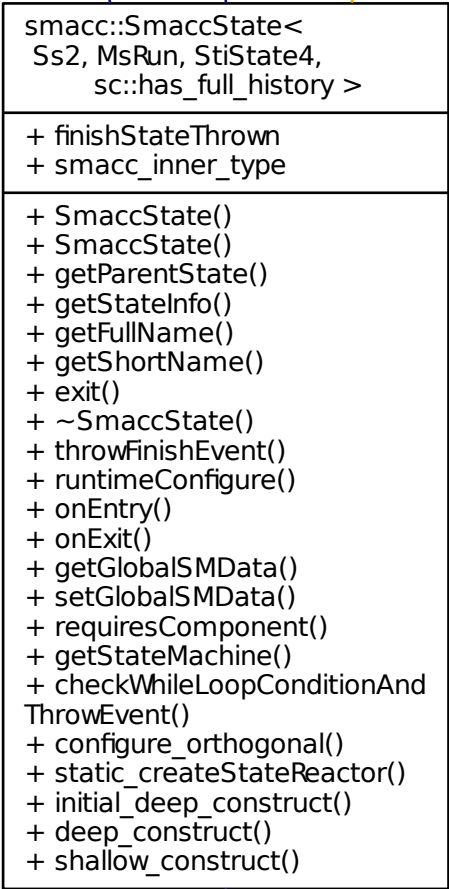 smacc::SmaccState<
Ss2, MsRun, StiState4,
sc::has_full_history >
+ finishStateThrown
+ smacc_inner_type
+ SmaccState()
+ SmaccState()
+ getParentState()
+ getStateInfo()
+ getFullName()
+ getShortName()
+ exit()
+ ~SmaccState()
+ throwFinishEvent()
+ runtimeConfigure()
+ onEntry()
+ onExit()
+ getGlobalSMData()
+ setGlobalSMData()
+ requiresComponent()
+ getStateMachine()
+ checkWhileLoopConditionAnd
ThrowEvent()
+ configure_orthogonal()
+ static_createStateReactor()
+ initial_deep_construct()
+ deep_construct()
+ shallow_construct()